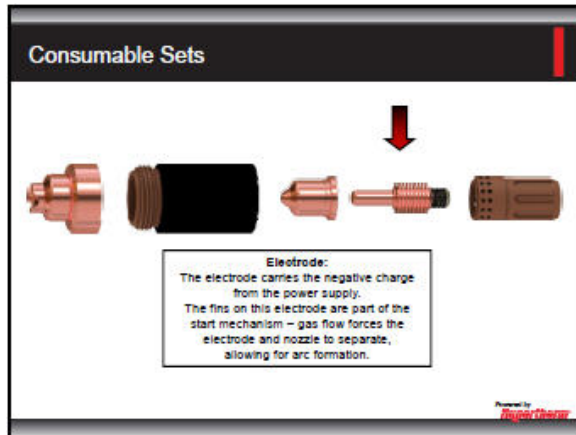 Consumable Sets
Electrode:
The electrode carries the negative charge
from the power supply.
The fins on this electrode are part of the
start mechanism – gas flow forces the
electrode and nozzle to separate,
allowing for arc formation.
Powered by
Hypertherm